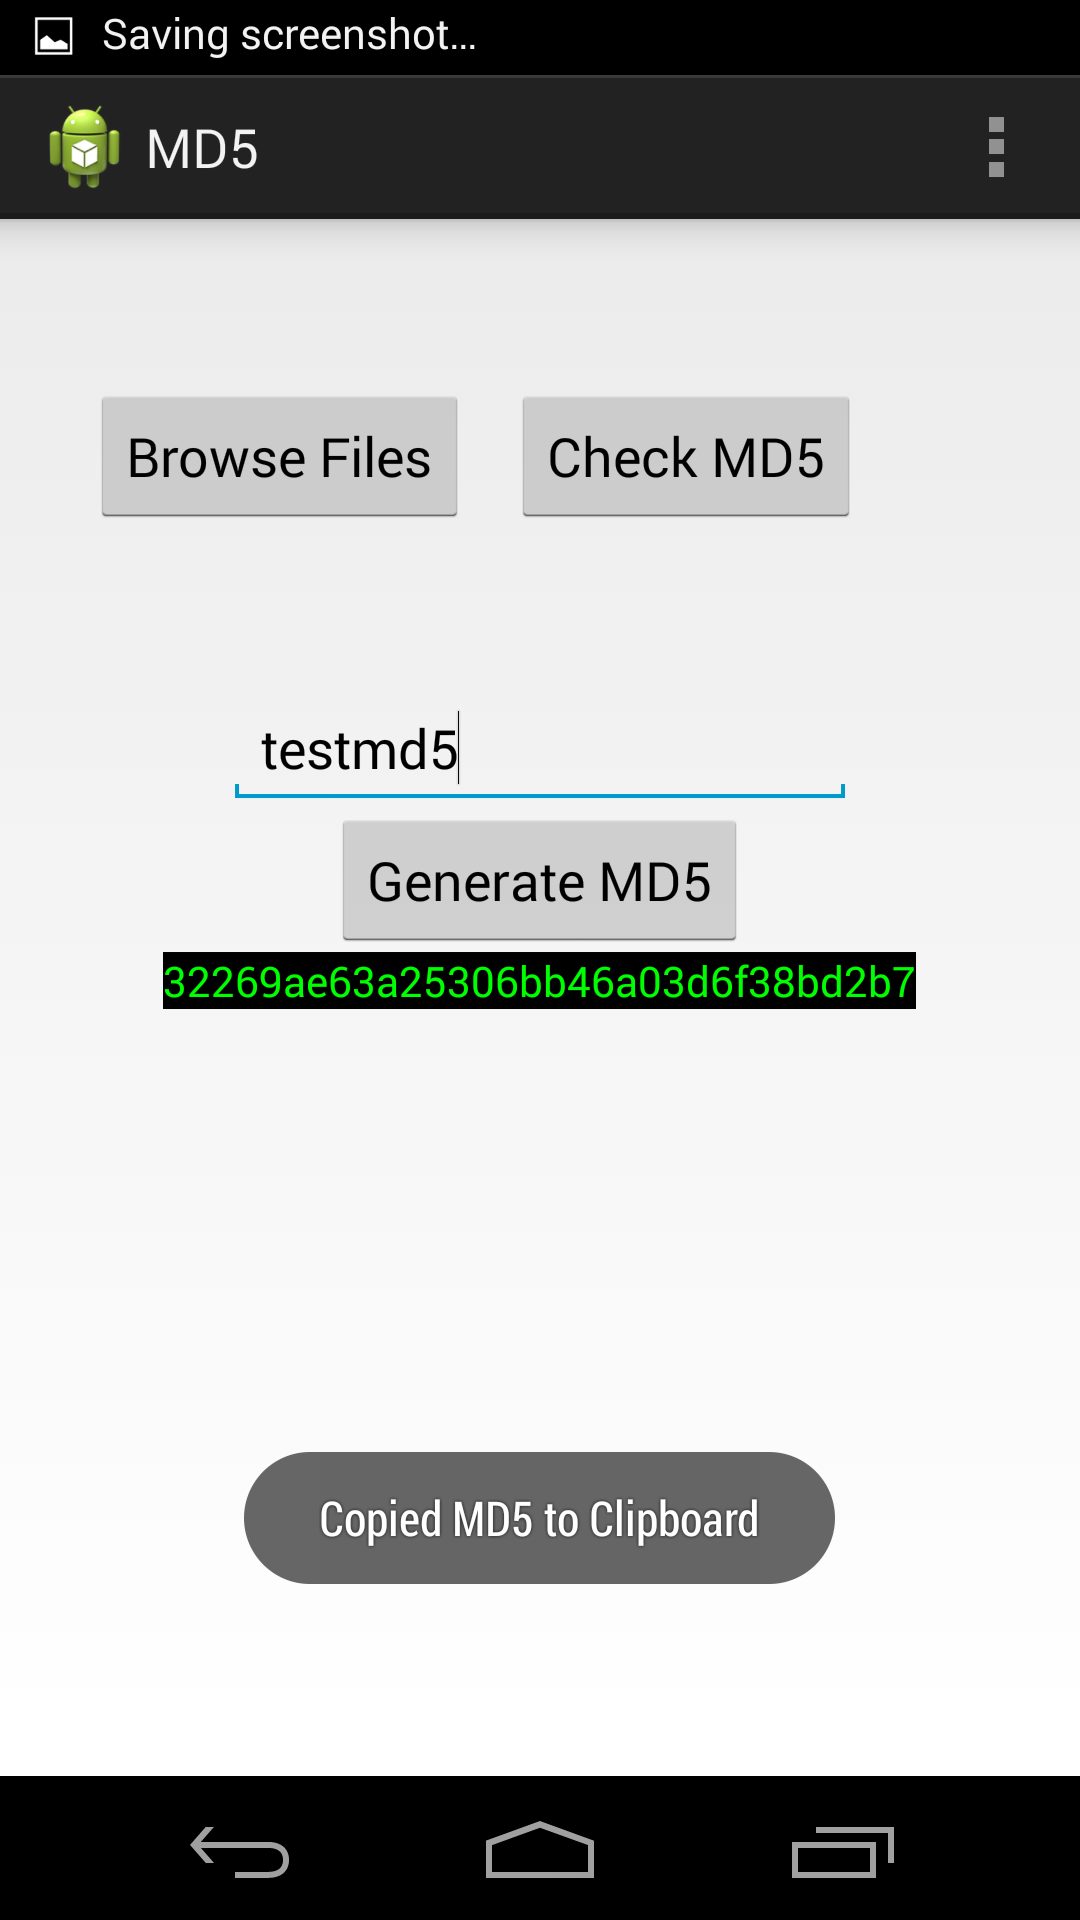 Saving screenshot...
MD5
Browse Files Check MD5
testmd5
Generate MD5
32269ae63a25306bb46a03d6f38bd2b7
Copied MD5 to Clipboard